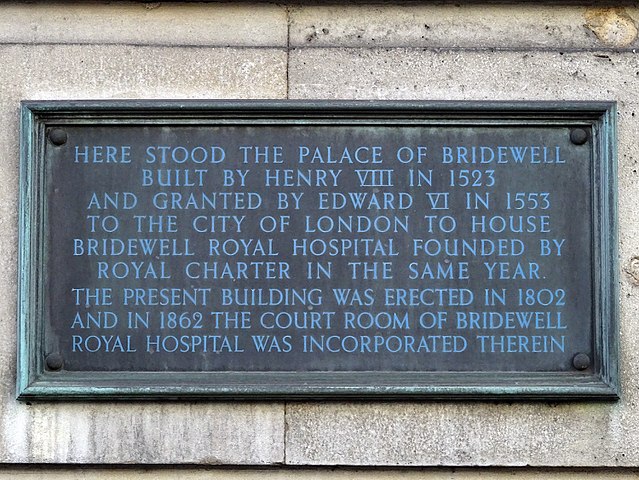 HERE STOOD THE PALACE OF BRIDEWELL
BUILT BY HENRY VIII IN 1523
AND GRANTED BY EDWARD VI IN 1553
TO THE CITY OF LONDON TO HOUSE
BRIDEWELL ROYAL HOSPITAL FOUNDED BY
ROYAL CHARTER IN THE SAME YEAR.
THE PRESENT BUILDING WAS ERECTED IN 1802
AND IN 1862 THE COURT ROOM OF BRIDEWELL
ROYAL HOSPITAL WAS INCORPORATED THEREIN